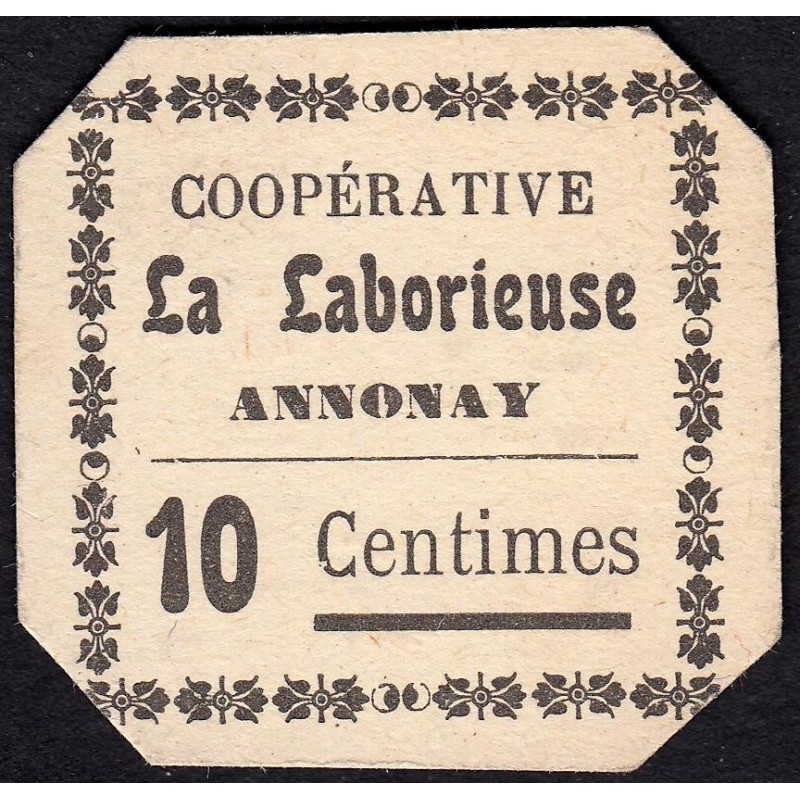 COOPÉRATIVE
La Laborieuse
ANNONAY
10 Centimes